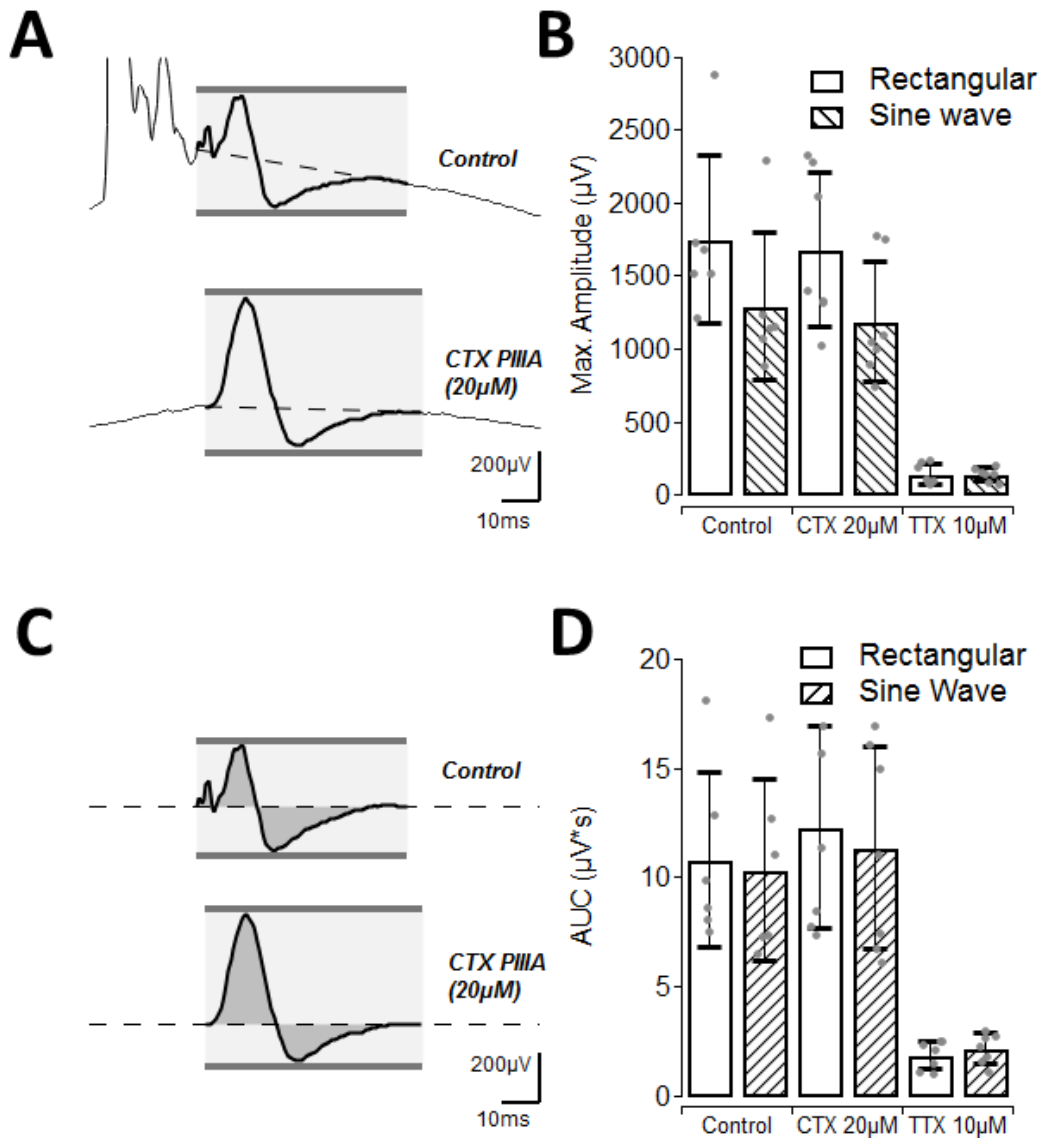 A
Control
CTX PIIIA
(20µM)
200µV
10ms
B
Max. Amplitude (µV)
3000
2500
2000
1500
1000
500
0
Rectangular
Sine wave
Control
CTX 20µM
TTX 10µM
C
Control
CTX PIIIA
(20µM)
200µV
10ms
D
AUC (µV*s)
20
15
10
5
0
Rectangular
Sine Wave
Control
CTX 20µM
TTX 10µM